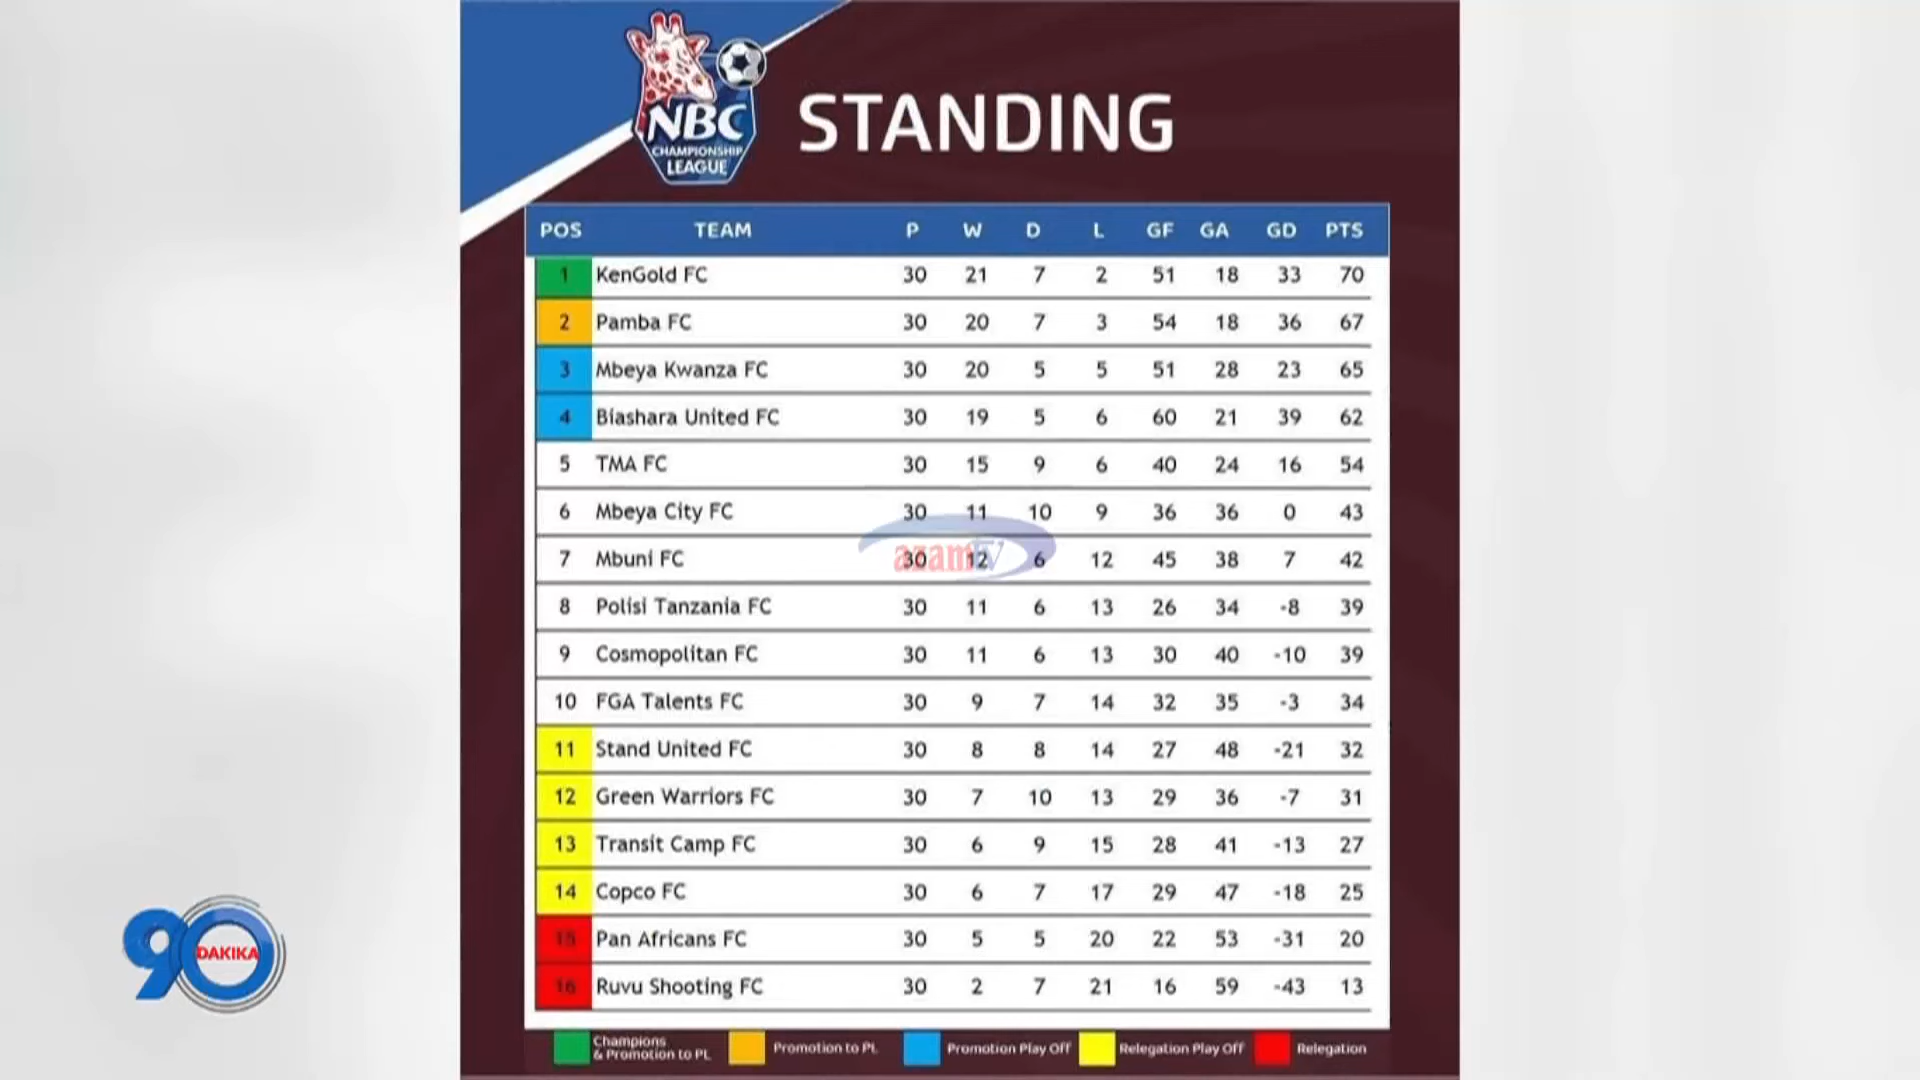 NBC
CHAMPIONSHIP
LEAGUE
STANDING
POS TEAM P W D L GF GA GD PTS
1 KenGold FC 30 21 7 2 51 18 33 70
2 Pamba FC 30 20 7 3 54 18 36 67
3 Mbeya Kwanza FC 30 20 5 5 51 28 23 65
4 Biashara United FC 30 19 5 6 60 21 39 62
5 TMA FC 30 15 9 6 40 24 16 54
6 Mbeya City FC 30 11 10 9 36 36 0 43
7 Mbuni FC 30 12 6 12 45 38 7 42
azamtv
8 Polisi Tanzania FC 30 11 6 13 26 34 -8 39
9 Cosmopolitan FC 30 11 6 13 30 40 -10 39
10 FGA Talents FC 30 9 7 14 32 35 -3 34
11 Stand United FC 30 8 8 14 27 48 -21 32
12 Green Warriors FC 30 7 10 13 29 36 -7 31
13 Transit Camp FC 30 6 9 15 28 41 -13 27
14 Copco FC 30 6 7 17 29 47 -18 25
15 Pan Africans FC 30 5 5 20 22 53 -31 20
16 Ruvu Shooting FC 30 2 7 21 16 59 -43 13
90
DAKIKA
Champions
& Promotion to PL
Promotion to PL
Promotion Play Off
Relegation Play Off
Relegation